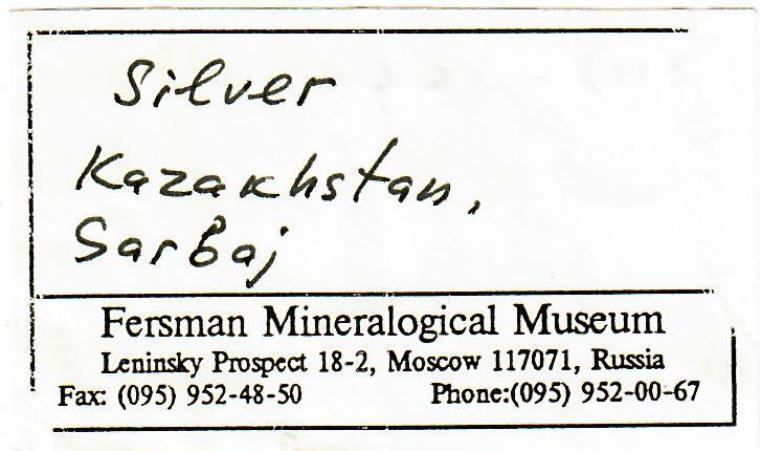 Silver
Kazakhstan,
Sarbaj
Fersman Mineralogical Museum
Leninsky Prospect 18-2, Moscow 117071, Russia
Fax: (095) 952-48-50 Phone:(095) 952-00-67